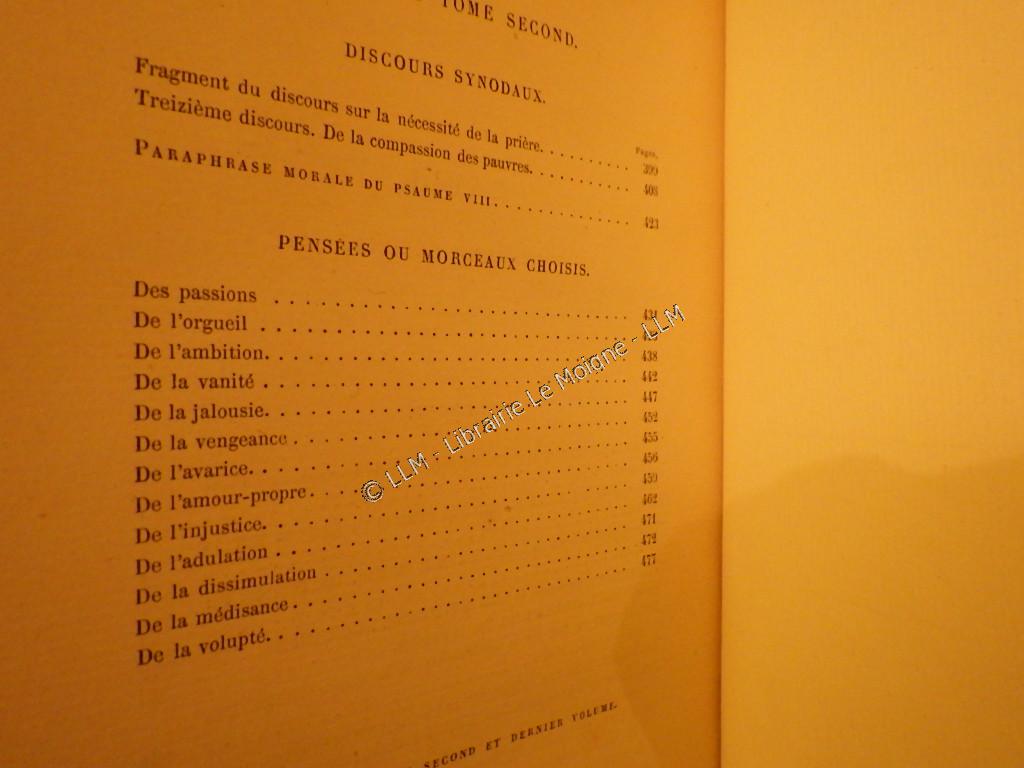 TOME SECOND.
DISCOURS SYNODAUX.
Pages.
Fragment du discours sur la nécessité de la prière. . . . . . . . . . 399
Treizième discours. De la compassion des pauvres. . . . . . . . . . . 408
PARAPHRASE MORALE DU PSAUME VIII. . . . . . . . . . . . . . 423
PENSÉES OU MORCEAUX CHOISIS.
Des passions . . . . . . . . . . . . . . . . . . . . . . . . 431
De l'orgueil . . . . . . . . . . . . . . . . . . . . . . . .
De l'ambition. . . . . . . . . . . . . . . . . . . . . . . . 438
De la vanité . . . . . . . . . . . . . . . . . . . . . . . . 442
De la jalousie. . . . . . . . . . . . . . . . . . . . . . . . 447
De la vengeance . . . . . . . . . . . . . . . . . . . . . . . 452
De l'avarice. . . . . . . . . . . . . . . . . . . . . . . . . 455
De l'amour-propre . . . . . . . . . . . . . . . . . . . . . . 456
De l'injustice. . . . . . . . . . . . . . . . . . . . . . . . 459
De l'adulation . . . . . . . . . . . . . . . . . . . . . . . 462
De la dissimulation . . . . . . . . . . . . . . . . . . . . . 471
De la médisance . . . . . . . . . . . . . . . . . . . . . . . 472
De la volupté. . . . . . . . . . . . . . . . . . . . . . . . 477
SECOND ET DERNIER VOLUME.
© LLM - Librairie Le Moigne - LLM